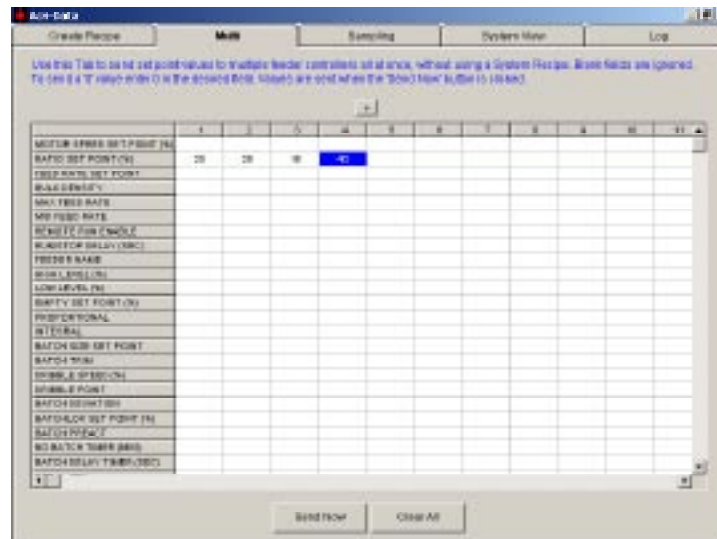 Acri-Data
Create Recipe Multi Sampling System View Log
Use this Tab to send set point values to multiple feeder controllers all at once, without using a System Recipe. Blank fields are ignored.
To send a '0' value enter 0 in the desired field. Values are sent when the 'Send Now' button is clicked.
+
1 2 3 4 5 6 7 8 9 10 11
MOTOR SPEED SET POINT (%)
RATIO SET POINT (%) 20 20 40
FEED RATE SET POINT
BULK DENSITY
MAX FEED RATE
MIN FEED RATE
REMOTE RUN ENABLE
RUN/STOP DELAY (SEC)
FEEDER NAME
HIGH LEVEL (%)
LOW LEVEL (%)
EMPTY SET POINT (%)
PROPORTIONAL
INTEGRAL
BATCH SIZE SET POINT
BATCH TRIM
DRIBBLE SPEED (%)
DRIBBLE POINT
BATCH DEVIATION
BATCHLOK SET POINT (%)
BATCH PREACT
NO BATCH TIMER (MIN)
BATCH DELAY TIMER (SEC)
Send Now Clear All